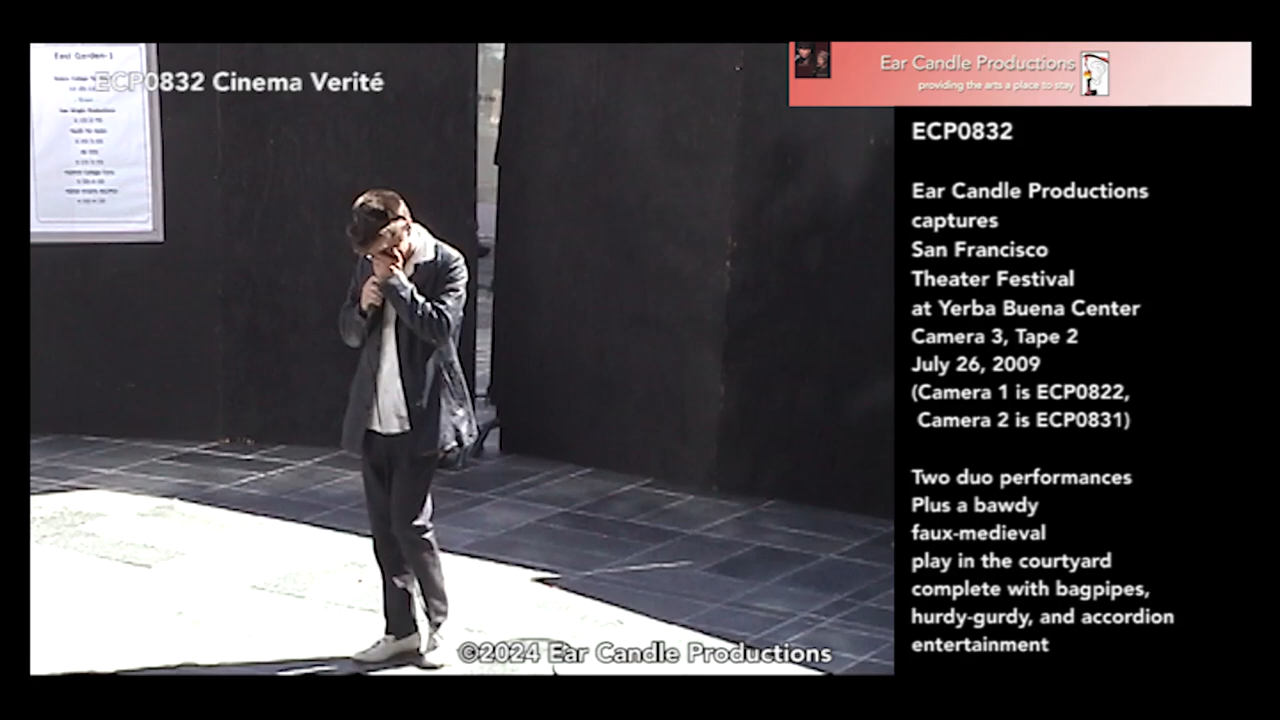 East Garden-1
ECP0832 Cinema Verité
Ear Candle Productions
providing the arts a place to stay
ECP0832
Ear Candle Productions
captures
San Francisco
Theater Festival
at Yerba Buena Center
Camera 3, Tape 2
July 26, 2009
(Camera 1 is ECP0822,
Camera 2 is ECP0831)
Two duo performances
Plus a bawdy
faux-medieval
play in the courtyard
complete with bagpipes,
hurdy-gurdy, and accordion
entertainment
©2024 Ear Candle Productions